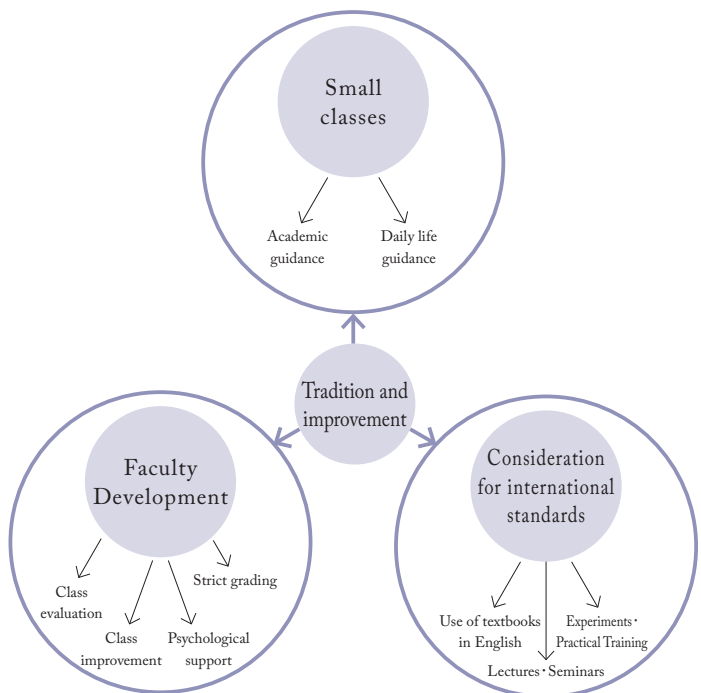 Small
classes
Academic
guidance
Daily life
guidance
Tradition and
improvement
Faculty
Development
Class
evaluation
Class
improvement
Psychological
support
Strict grading
Consideration
for international
standards
Use of textbooks
in English
Lectures・Seminars
Experiments・
Practical Training